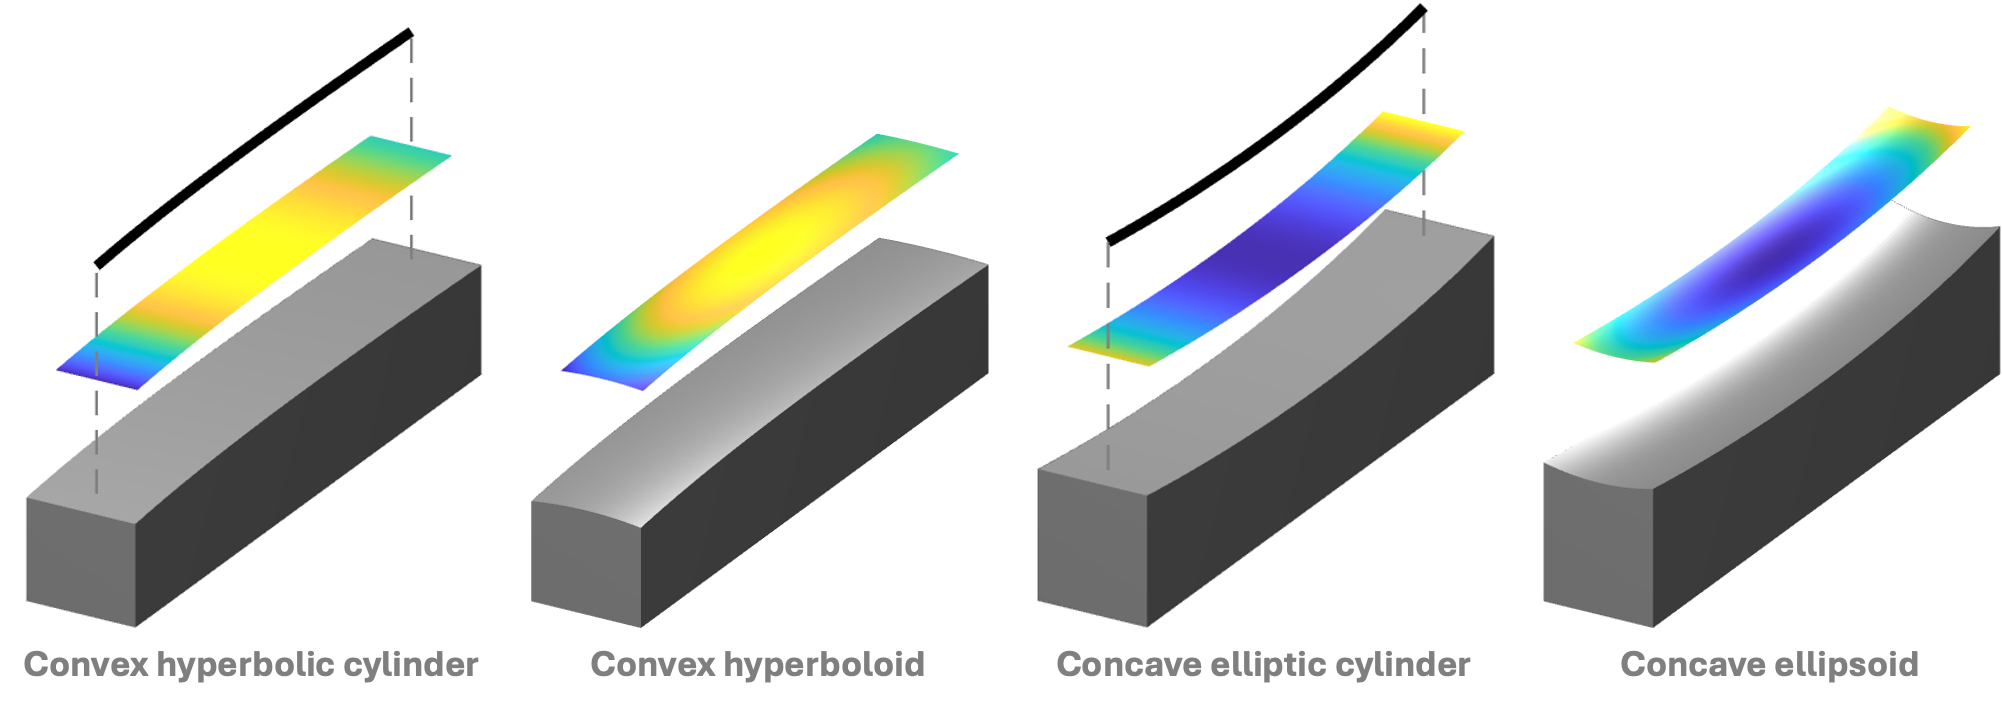 Convex hyperbolic cylinder
Convex hyperboloid
Concave elliptic cylinder
Concave ellipsoid